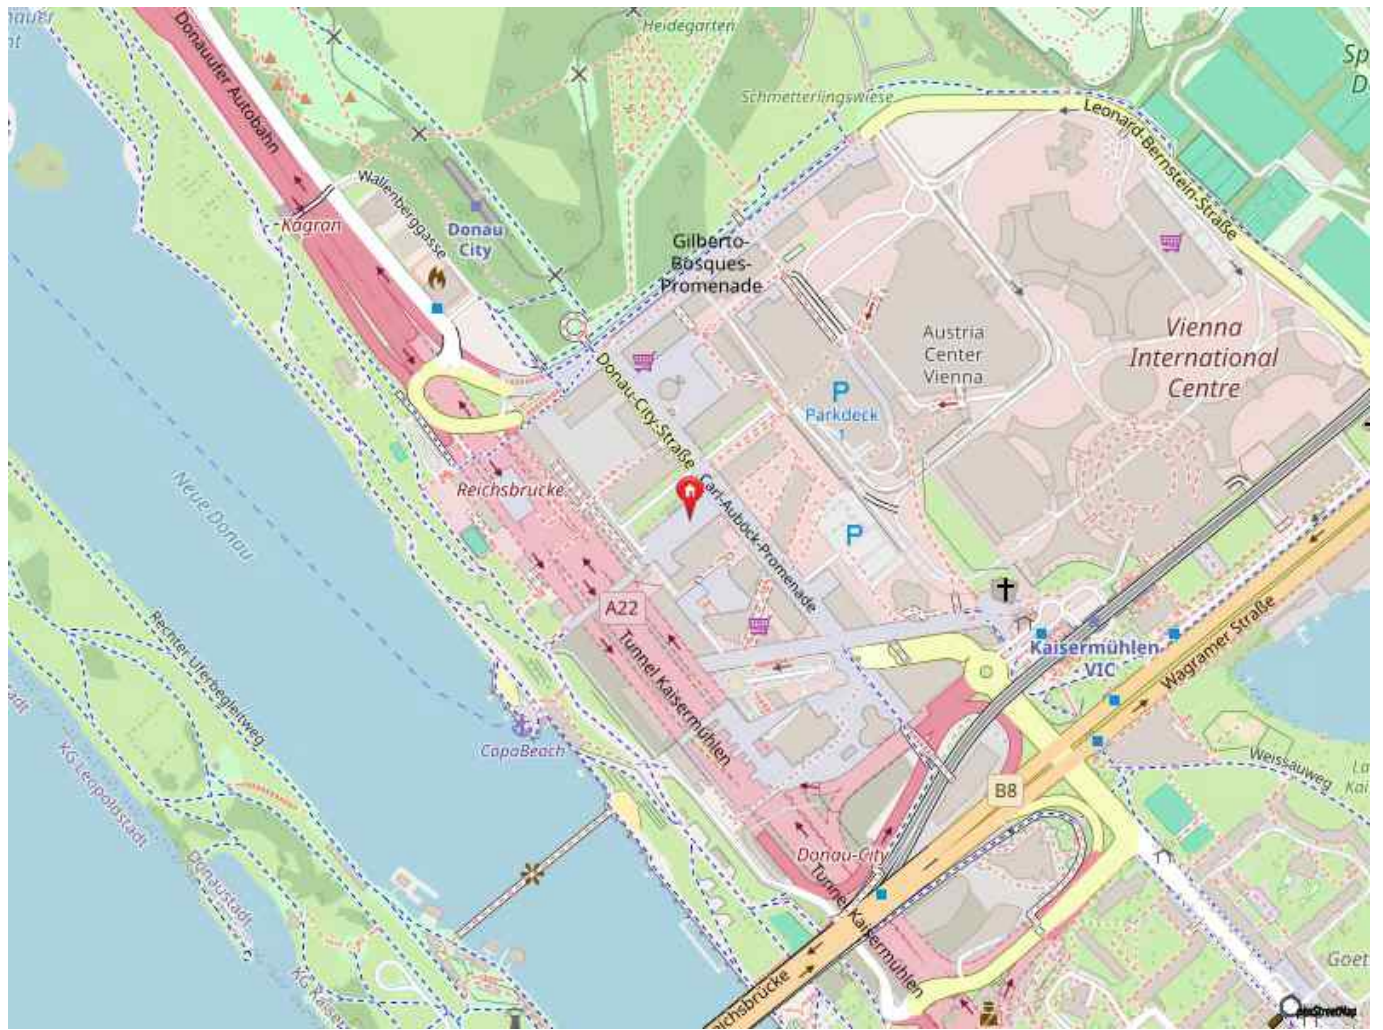 Heidegarten
Schmetterlingswiese
Donauufer Autobahn
Leonard-Bernstein-Straße
Wallenberggasse
Kagran
Donau
City
Gilberto-
Bosques-
Promenade
Austria
Center
Vienna
Vienna
International
Centre
P
Parkdeck
1
Donau-City-Straße
Reichsbrücke
Carl-Auböck-Promenade
P
Neue Donau
A22
Tunnel Kaisermühlen
Kaisermühlen
VIC
Wagramer Straße
Rechter Uferbegleitweg
CopaBeach
KG Leopoldstadt
Donaustadt
B8
Weissauweg
Donau-City
Tunnel Kaisermühlen